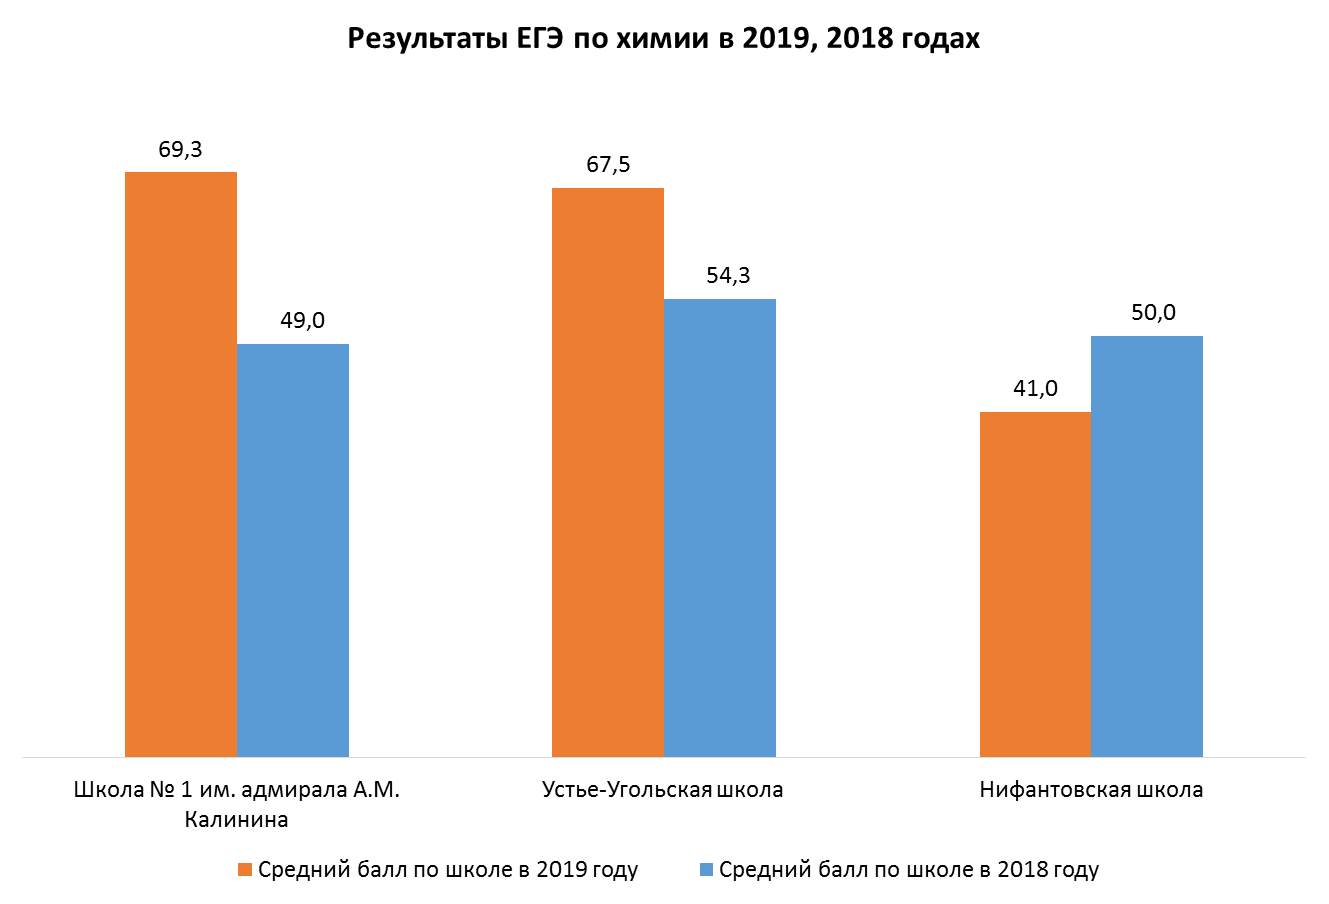 Результаты ЕГЭ по химии в 2019, 2018 годах
69,3
49,0
67,5
54,3
41,0
50,0
Школа № 1 им. адмирала А.М.
Калинина
Устье-Угольская школа
Нифантовская школа
Средний балл по школе в 2019 году
Средний балл по школе в 2018 году